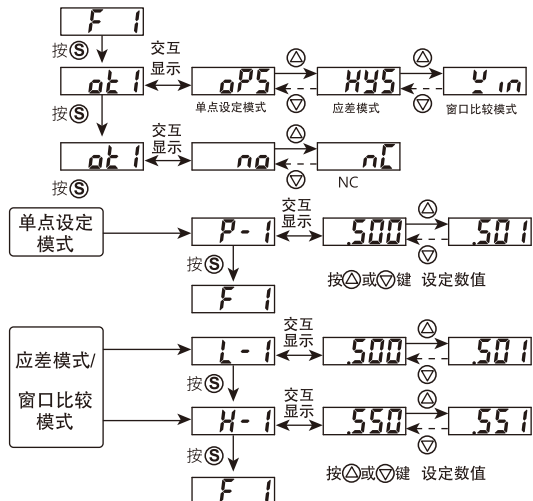 F 1
按Ⓢ
交互
显示
ot 1
oPS
HYS
Y in
单点设定模式
应差模式
窗口比较模式
按Ⓢ
交互
显示
ot 1
no
nC
按Ⓢ
NC
单点设定
模式
交互
显示
P-1
.500
.501
按Ⓢ
按△或▽键 设定数值
F 1
应差模式/
窗口比较
模式
交互
显示
L-1
.500
.501
按Ⓢ
交互
显示
H-1
.550
.551
按Ⓢ
按△或▽键 设定数值
F 1